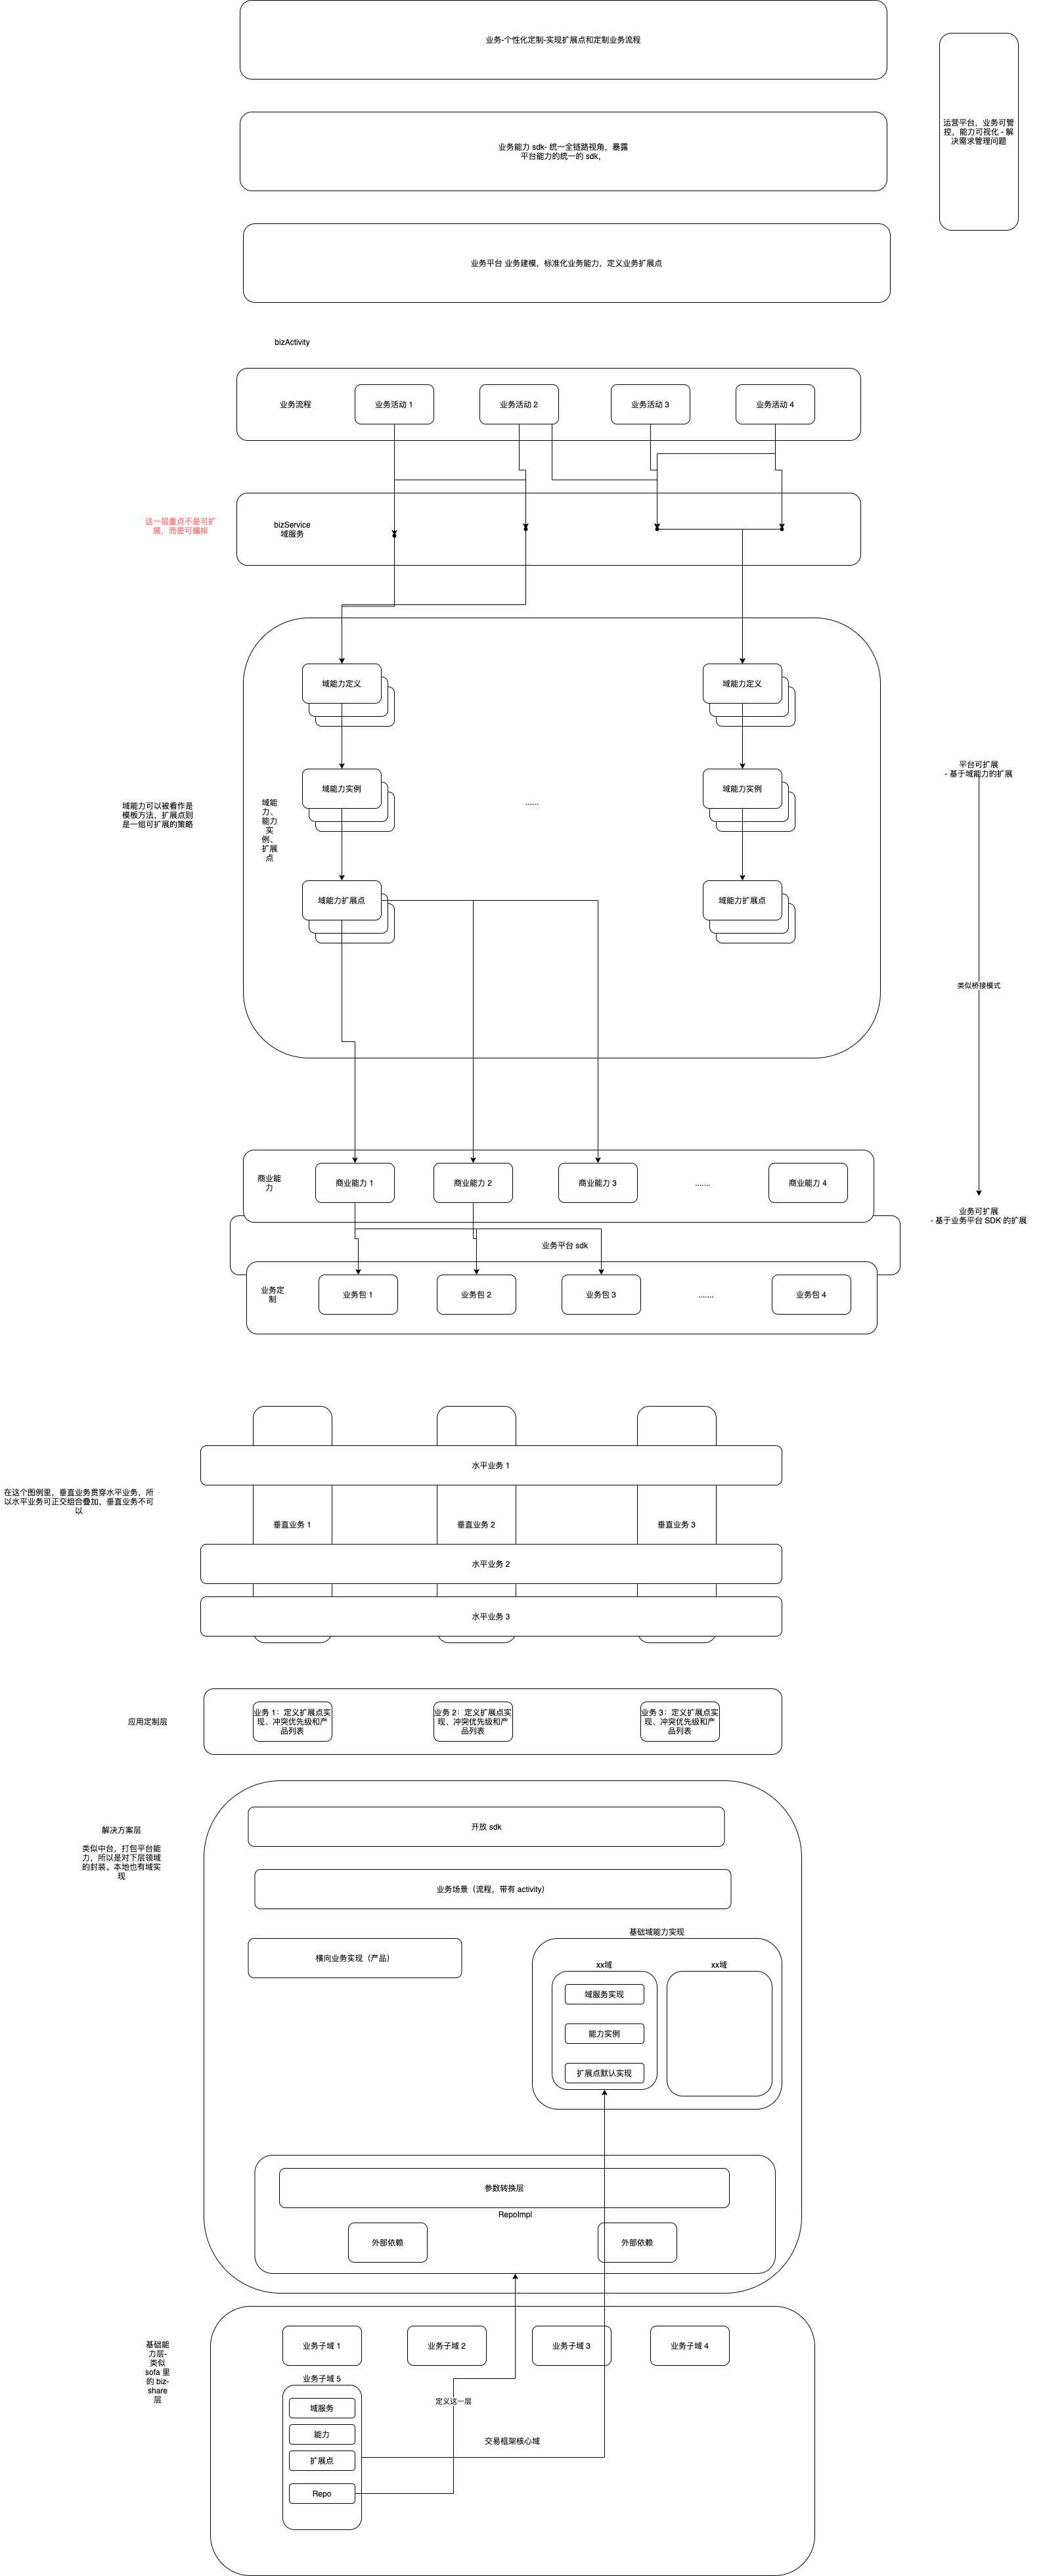 业务-个性化定制-实现扩展点和定制业务流程
运营平台，业务可管
控，能力可视化 - 解
决需求管理问题
业务能力 sdk- 统一全链路视角，暴露
平台能力的统一的 sdk，
业务平台 业务建模，标准化业务能力，定义业务扩展点
bizActivity
业务流程
业务活动 1
业务活动 2
业务活动 3
业务活动 4
这一层重点不是可扩
展，而是可编排
bizService
域服务
域能力定义
域能力定义
平台可扩展
- 基于域能力的扩展
域能力可以被看作是
模板方法，扩展点则
是一组可扩展的策略
域能
力、
能力
实
例、
扩展
点
域能力实例
......
域能力实例
域能力扩展点
域能力扩展点
类似桥接模式
商业能
力
商业能力 1
商业能力 2
商业能力 3
.......
商业能力 4
业务可扩展
- 基于业务平台 SDK 的扩展
业务平台 sdk
业务定
制
业务包 1
业务包 2
业务包 3
.......
业务包 4
水平业务 1
在这个图例里，垂直业务贯穿水平业务，所
以水平业务可正交组合叠加，垂直业务不可
以
垂直业务 1
垂直业务 2
垂直业务 3
水平业务 2
水平业务 3
应用定制层
业务 1：定义扩展点实
现、冲突优先级和产
品列表
业务 2：定义扩展点实
现、冲突优先级和产
品列表
业务 3：定义扩展点实
现、冲突优先级和产
品列表
解决方案层
类似中台，打包平台能
力，所以是对下层领域
的封装。本地也有域实
现
开放 sdk
业务场景（流程，带有 activity）
横向业务实现（产品）
基础域能力实现
xx域
xx域
域服务实现
能力实例
扩展点默认实现
参数转换层
RepoImpl
外部依赖
外部依赖
基础能
力层-
类似
sofa 里
的 biz-
share
层
业务子域 1
业务子域 2
业务子域 3
业务子域 4
业务子域 5
域服务
能力
扩展点
Repo
定义这一层
交易框架核心域